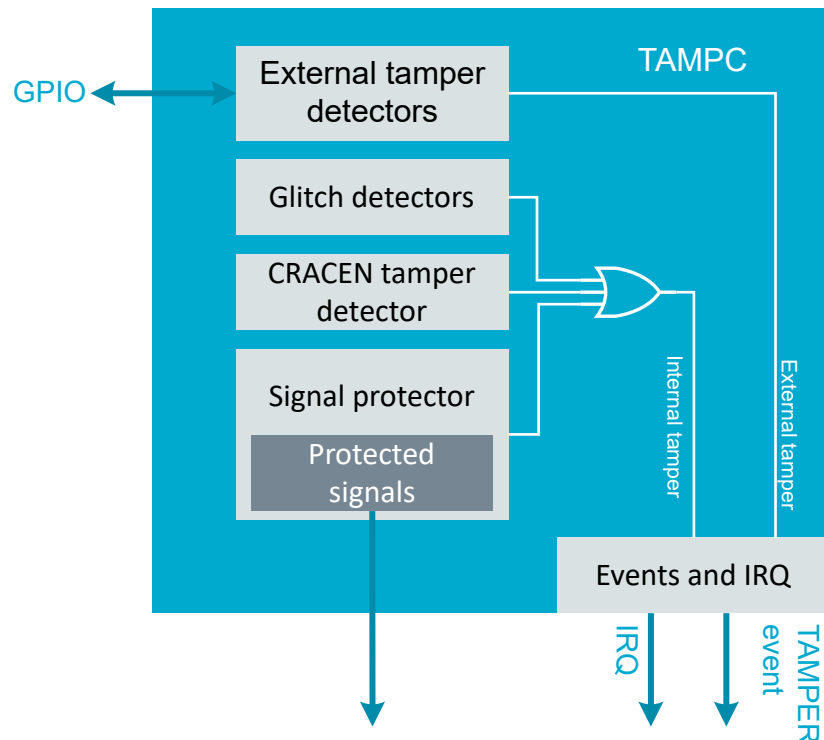 TAMPC
GPIO
External tamper
detectors
Glitch detectors
CRACEN tamper
detector
Signal protector
Protected
signals
Internal tamper
External tamper
Events and IRQ
IRQ
TAMPER
event